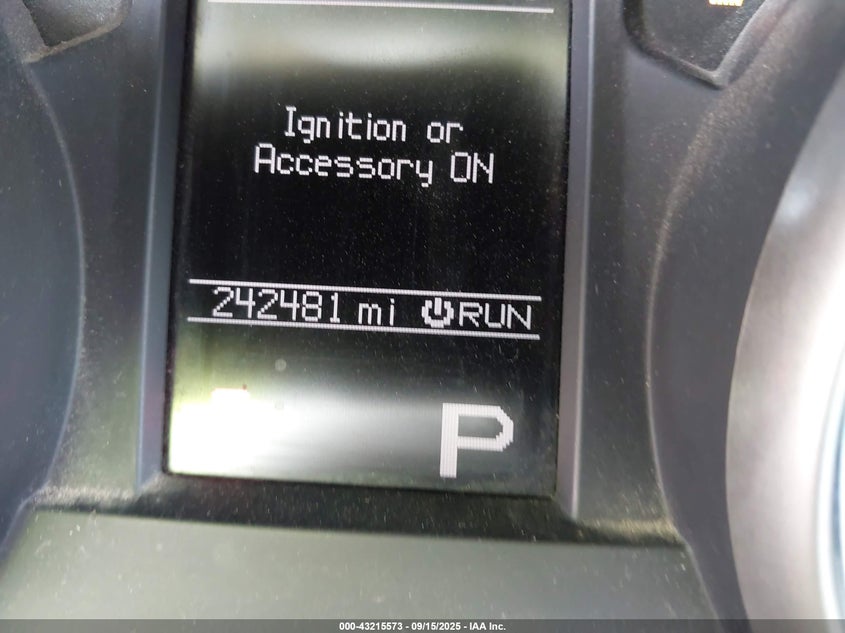 Ignition or
Accessory ON
242481 mi RUN
P
000-43215573 - 09/15/2025 - IAA Inc.